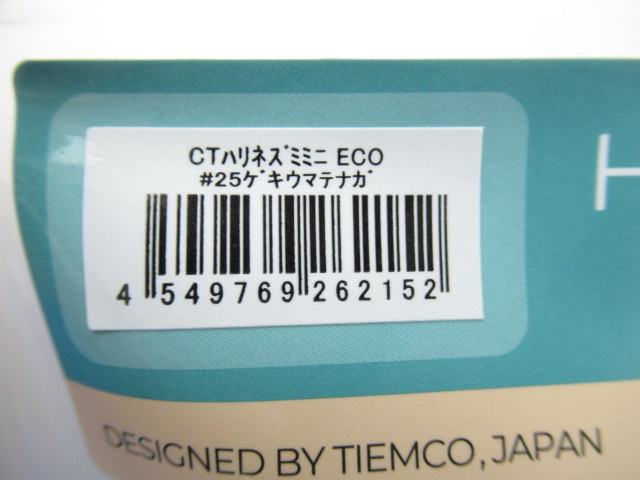 CTﾊﾘﾈｽﾞﾐﾐﾆ ECO
#25ｹﾞｷｳﾏﾃﾅｶﾞ
4 549769 262152
H
DESIGNED BY TIEMCO, JAPAN